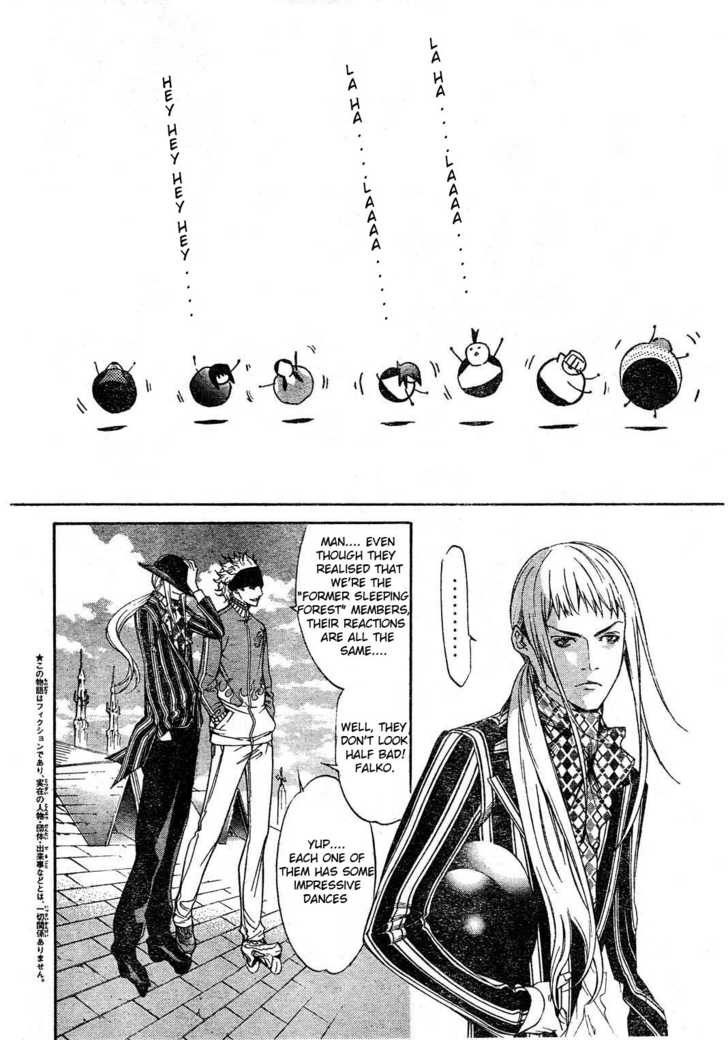 LA HA.....LAAAA......
LA HA.....LAAAA......
HEY HEY HEY HEY HEY.....
.........
MAN.... EVEN
THOUGH THEY
REALISED THAT
WE'RE THE
"FORMER SLEEPING
FOREST" MEMBERS,
THEIR REACTIONS
ARE ALL THE
SAME....
WELL, THEY
DON'T LOOK
HALF BAD!
FALKO.
YUP....
EACH ONE OF
THEM HAS SOME
IMPRESSIVE
DANCES
★この物語はフィクションであり、実在の人物・団体・出来事などとは、一切関係ありません。